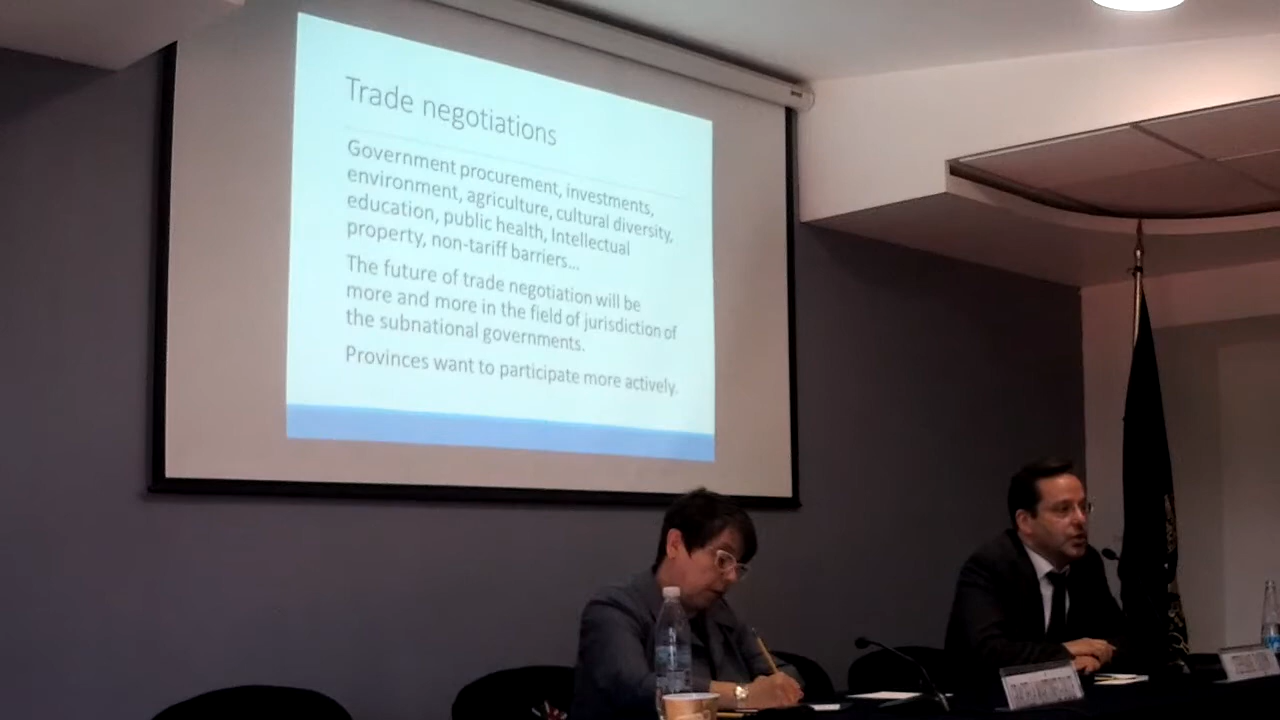 Trade negotiations
Government procurement, investments,
environment, agriculture, cultural diversity,
education, public health, Intellectual
property, non-tariff barriers...
The future of trade negotiation will be
more and more in the field of jurisdiction of
the subnational governments.
Provinces want to participate more actively.